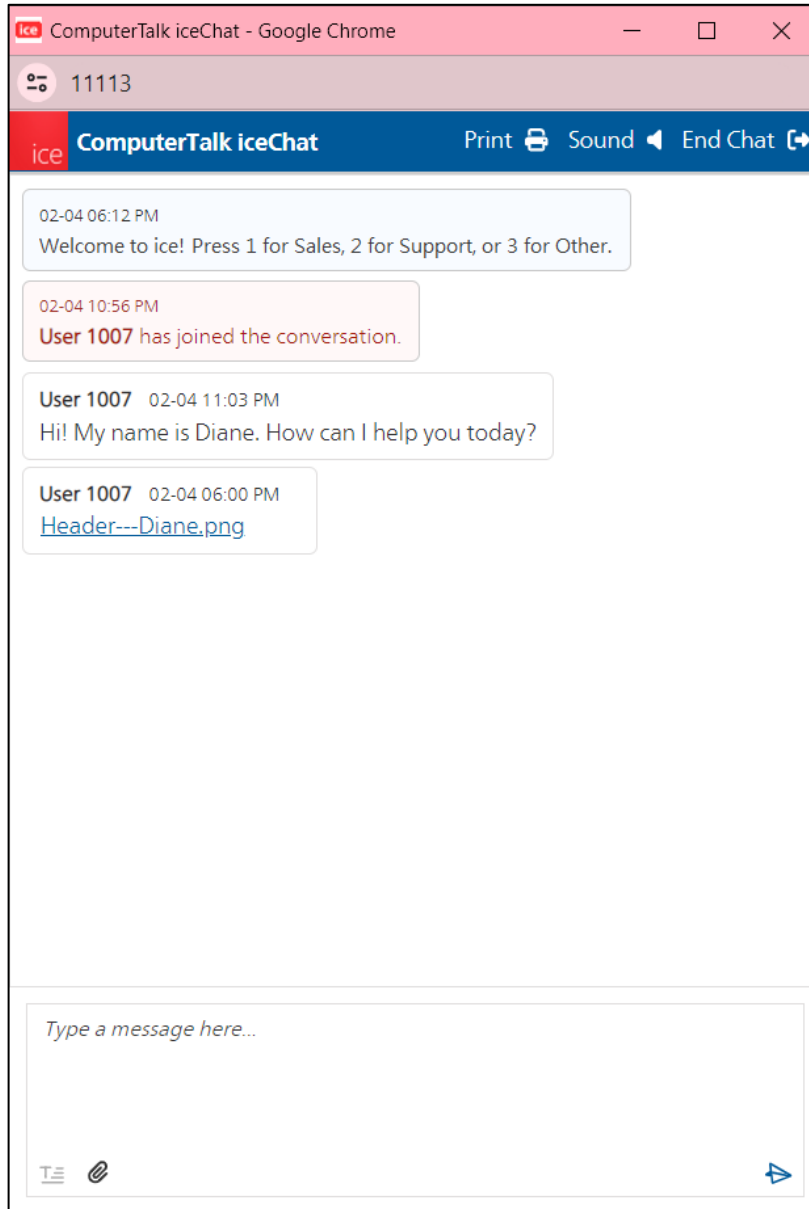 ice ComputerTalk iceChat - Google Chrome
11113
ice ComputerTalk iceChat Print Sound End Chat
02-04 06:12 PM
Welcome to ice! Press 1 for Sales, 2 for Support, or 3 for Other.
02-04 10:56 PM
User 1007 has joined the conversation.
User 1007 02-04 11:03 PM
Hi! My name is Diane. How can I help you today?
User 1007 02-04 06:00 PM
Header---Diane.png
Type a message here...